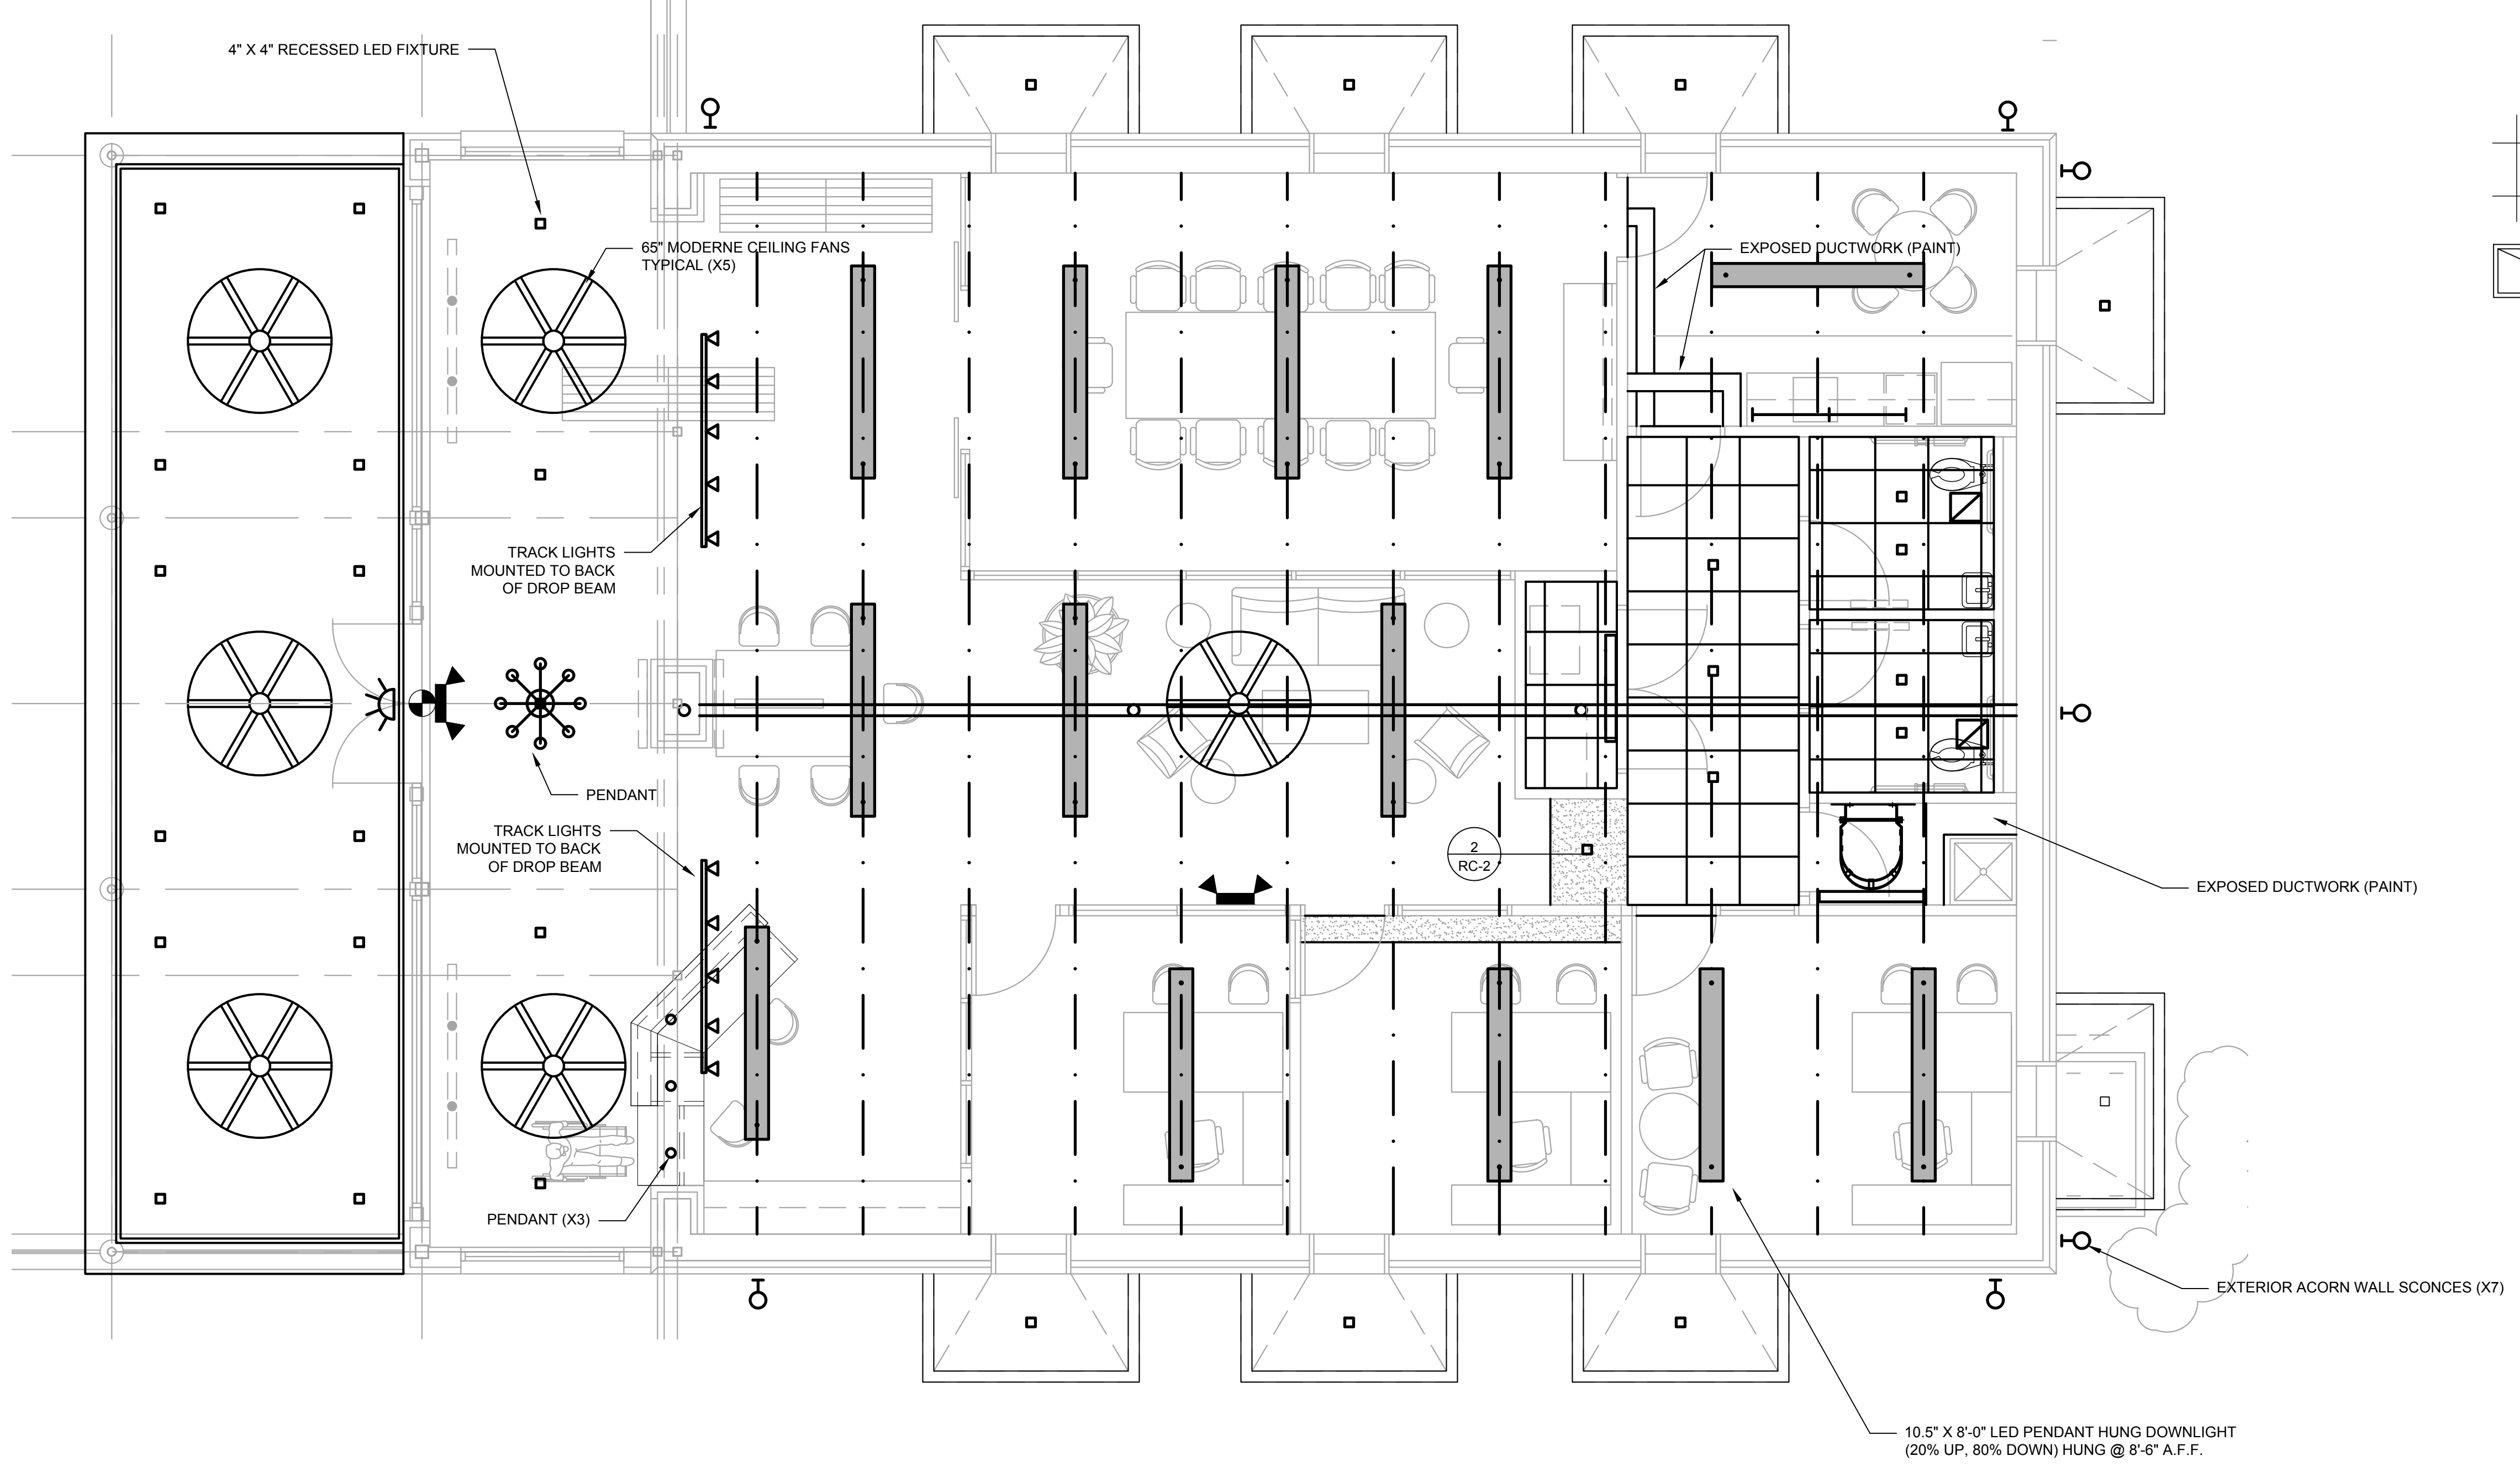 4" X 4" RECESSED LED FIXTURE
65" MODERNE CEILING FANS
TYPICAL (X5)
EXPOSED DUCTWORK (PAINT)
TRACK LIGHTS
MOUNTED TO BACK
OF DROP BEAM
PENDANT
TRACK LIGHTS
MOUNTED TO BACK
OF DROP BEAM
2
RC-2
EXPOSED DUCTWORK (PAINT)
PENDANT (X3)
EXTERIOR ACORN WALL SCONCES (X7)
10.5" X 8'-0" LED PENDANT HUNG DOWNLIGHT
(20% UP, 80% DOWN) HUNG @ 8'-6" A.F.F.